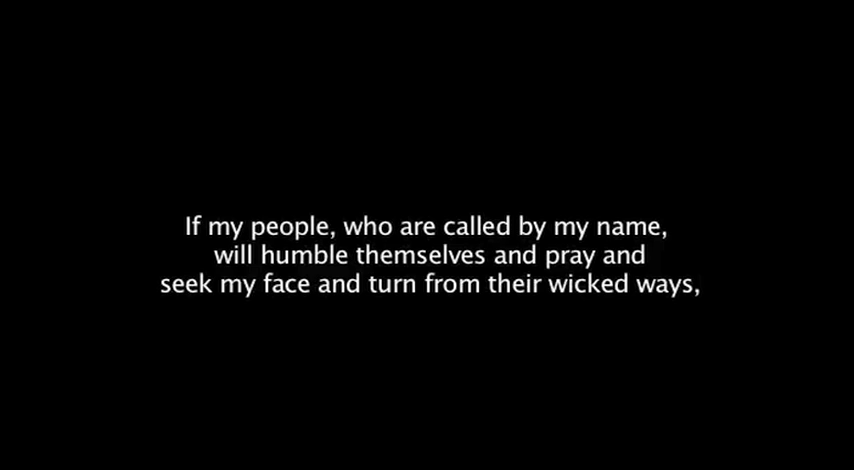 If my people, who are called by my name,
will humble themselves and pray and
seek my face and turn from their wicked ways,